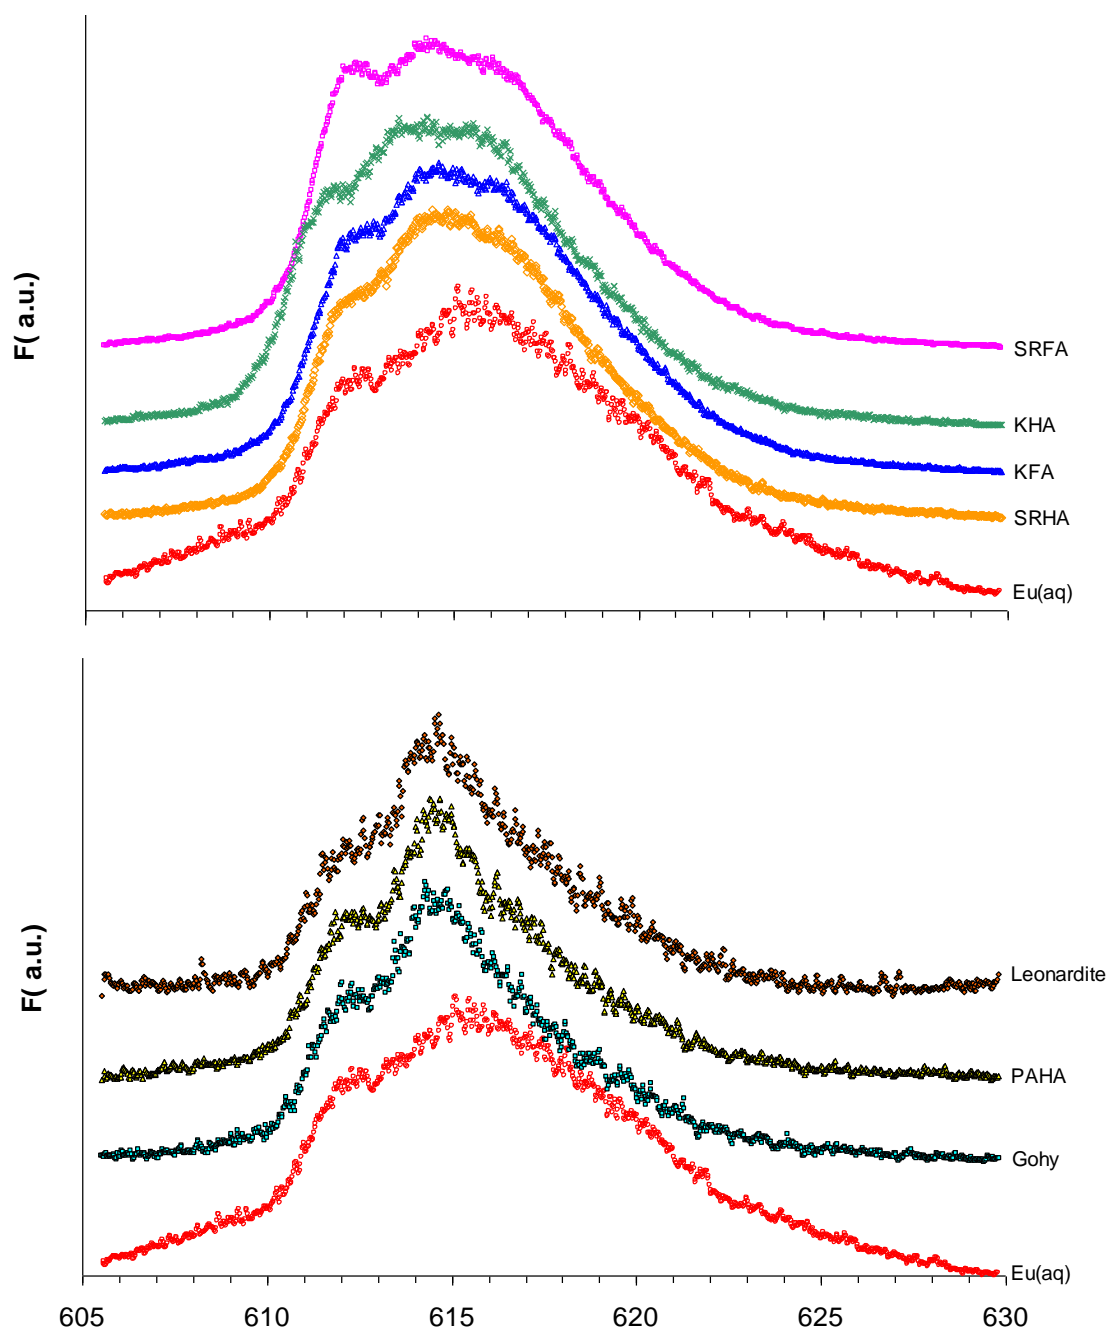 F( a.u.)
SRFA
KHA
KFA
SRHA
Eu(aq)
F( a.u.)
Leonardite
PAHA
Gohy
Eu(aq)
605 610 615 620 625 630